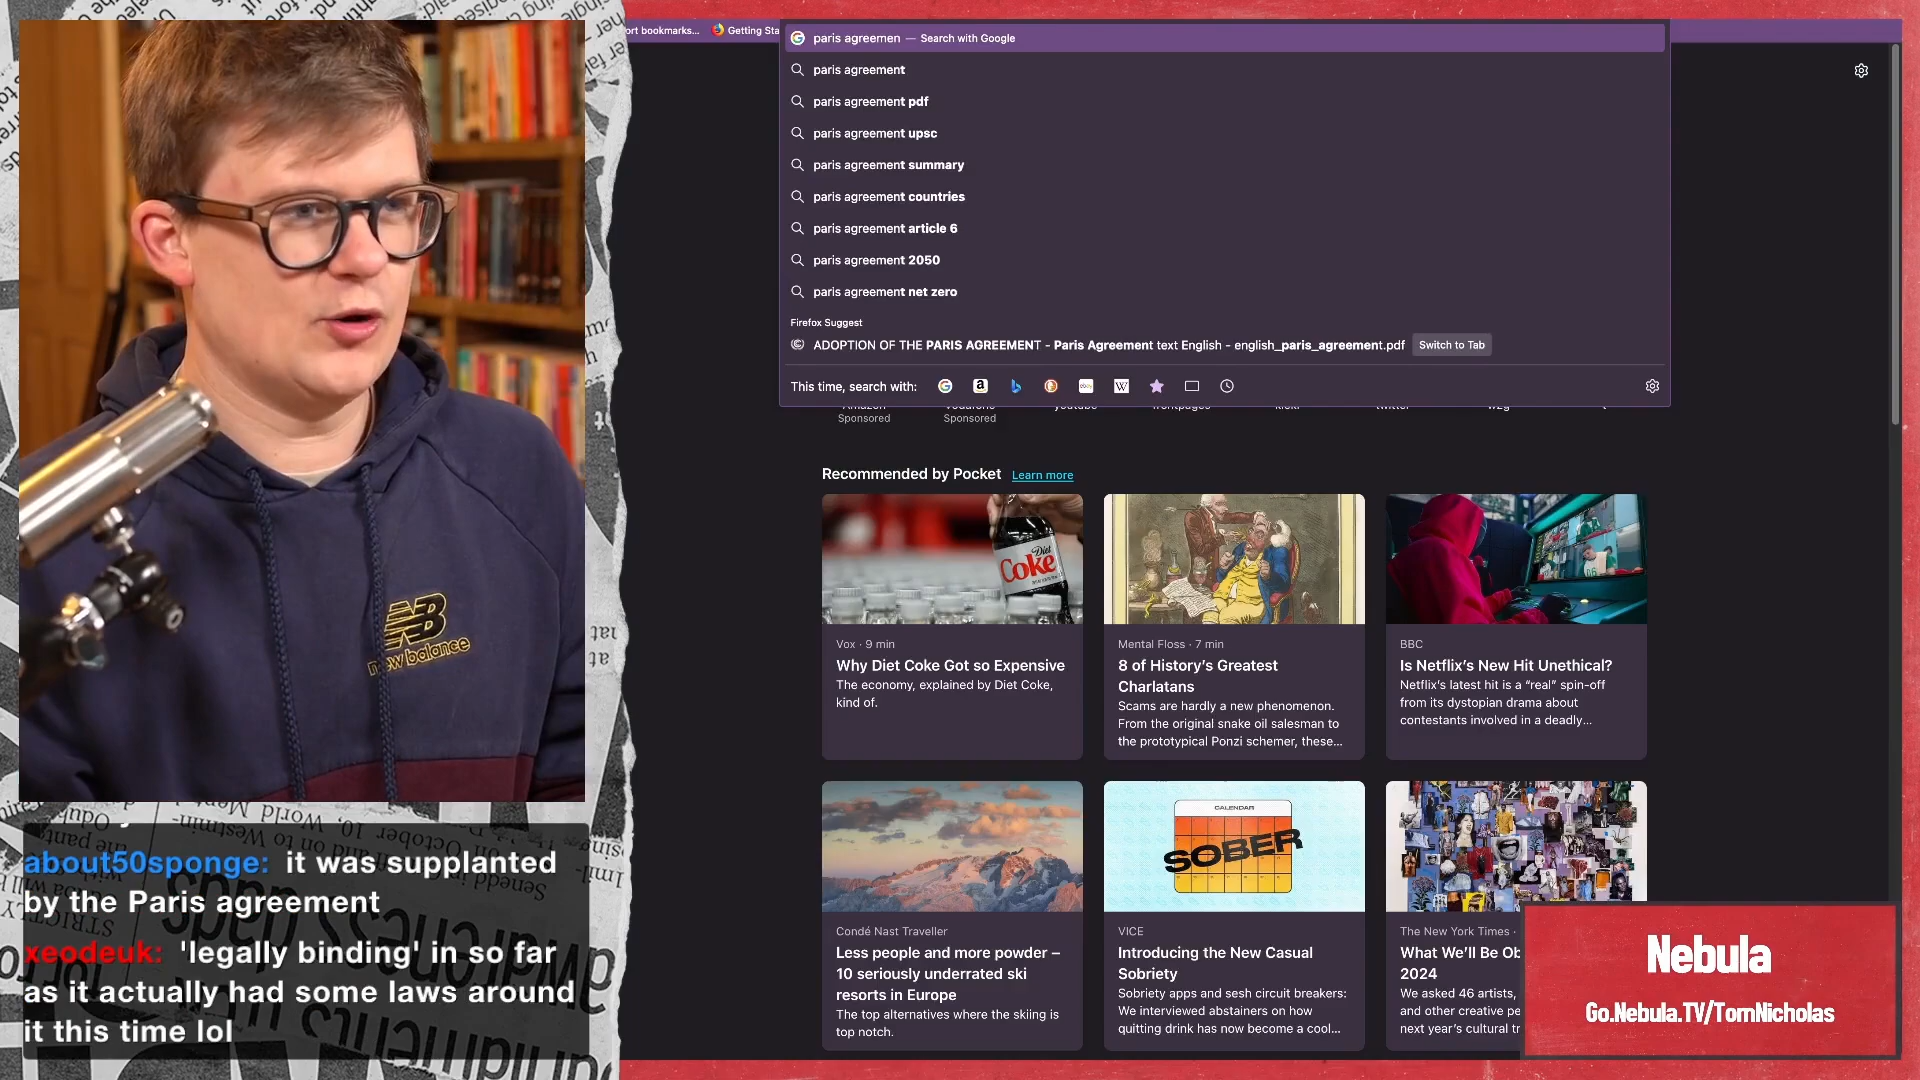 ort bookmarks...
Getting Sta
paris agreemen — Search with Google
paris agreement
paris agreement pdf
paris agreement upsc
paris agreement summary
paris agreement countries
paris agreement article 6
paris agreement 2050
paris agreement net zero
Firefox Suggest
ADOPTION OF THE PARIS AGREEMENT - Paris Agreement text English - english_paris_agreement.pdf
Switch to Tab
This time, search with:
Sponsored
Sponsored
Recommended by Pocket
Learn more
Diet
Coke
Vox · 9 min
Why Diet Coke Got so Expensive
The economy, explained by Diet Coke,
kind of.
Mental Floss · 7 min
8 of History's Greatest
Charlatans
Scams are hardly a new phenomenon.
From the original snake oil salesman to
the prototypical Ponzi schemer, these...
BBC
Is Netflix's New Hit Unethical?
Netflix's latest hit is a “real” spin-off
from its dystopian drama about
contestants involved in a deadly...
CALENDAR
SOBER
Condé Nast Traveller
Less people and more powder –
10 seriously underrated ski
resorts in Europe
The top alternatives where the skiing is
top notch.
VICE
Introducing the New Casual
Sobriety
Sobriety apps and sesh circuit breakers:
We interviewed abstainers on how
quitting drink has now become a cool...
The New York Times ·
What We'll Be Ob
2024
We asked 46 artists,
and other creative pe
next year's cultural tr
NB
new balance
about50sponge: it was supplanted
by the Paris agreement
xeodeuk: 'legally binding' in so far
as it actually had some laws around
it this time lol
Nebula
Go.Nebula.TV/TomNicholas